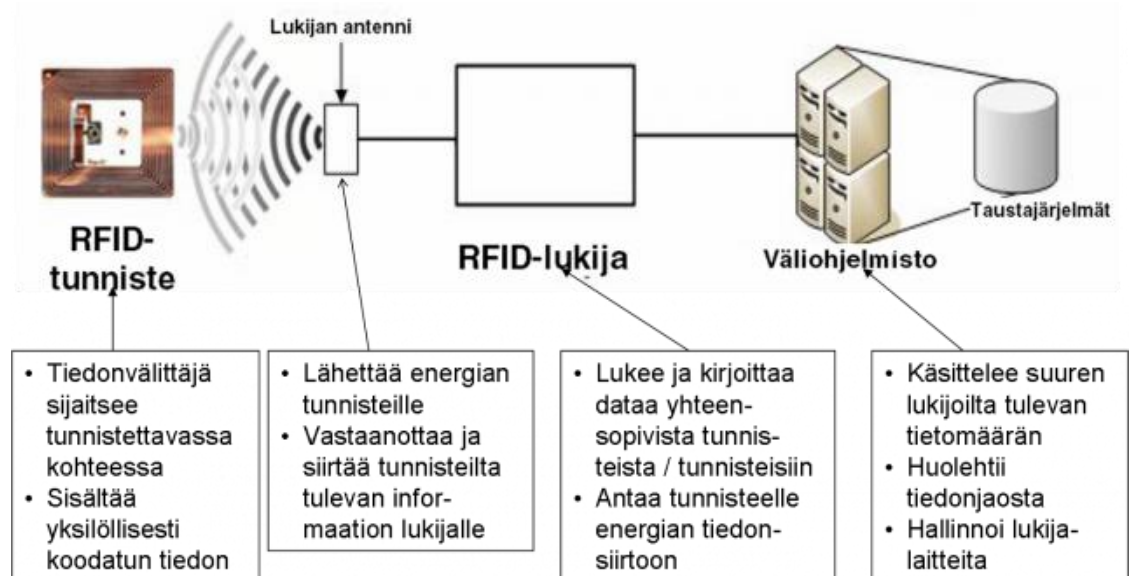 Lukijan antenni
RFID-
tunniste
RFID-lukija
Väliohjelmisto
Taustajärjelmät
• Tiedonvälittäjä
sijaitsee
tunnistettavassa
kohteessa
• Sisältää
yksilöllisesti
koodatun tiedon
• Lähettää energian
tunnisteille
• Vastaanottaa ja
siirtää tunnisteilta
tulevan infor-
maation lukijalle
• Lukee ja kirjoittaa
dataa yhteen-
sopivista tunnis-
teista / tunnisteisiin
• Antaa tunnisteelle
energian tiedon-
siirtoon
• Käsittelee suuren
lukijoilta tulevan
tietomäärän
• Huolehtii
tiedonjaosta
• Hallinnoi lukija-
laitteita